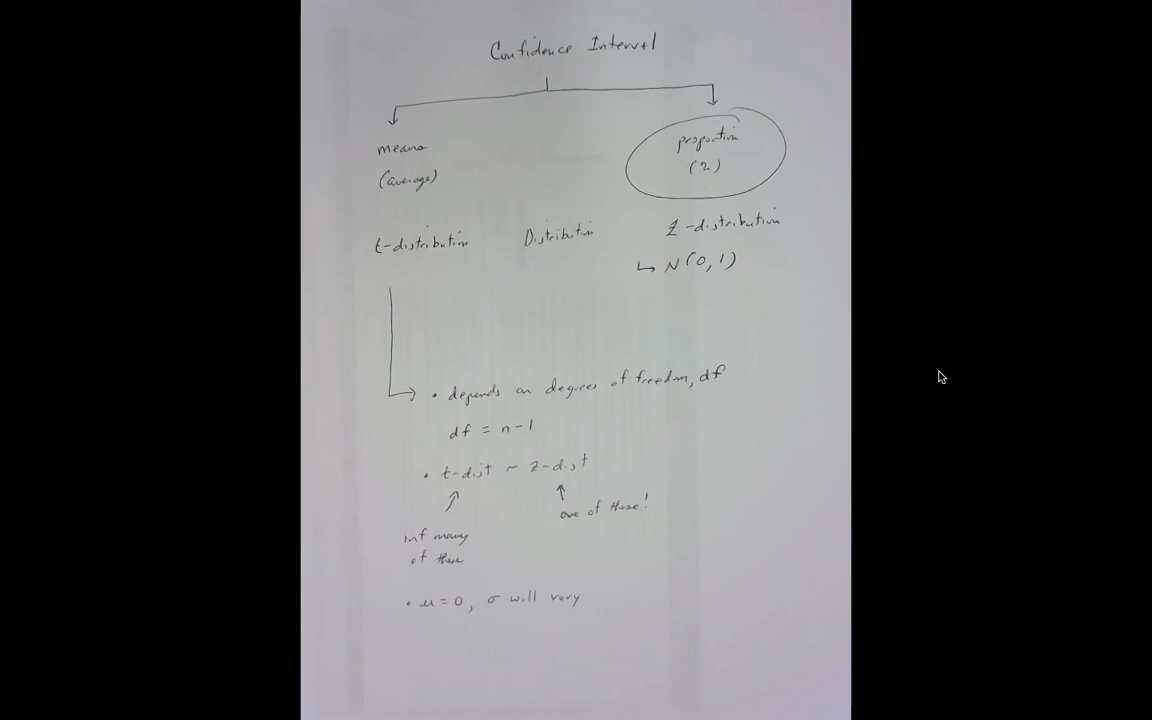 Confidence Interval
means
(average)
proportion
(%)
t-distribution
Distribution
Z-distribution
↳ N(0,1)
• depends on degrees of freedom, df
df = n-1
• t-dist ~ z-dist
inf many
of these
one of these!
• μ=0, σ will vary